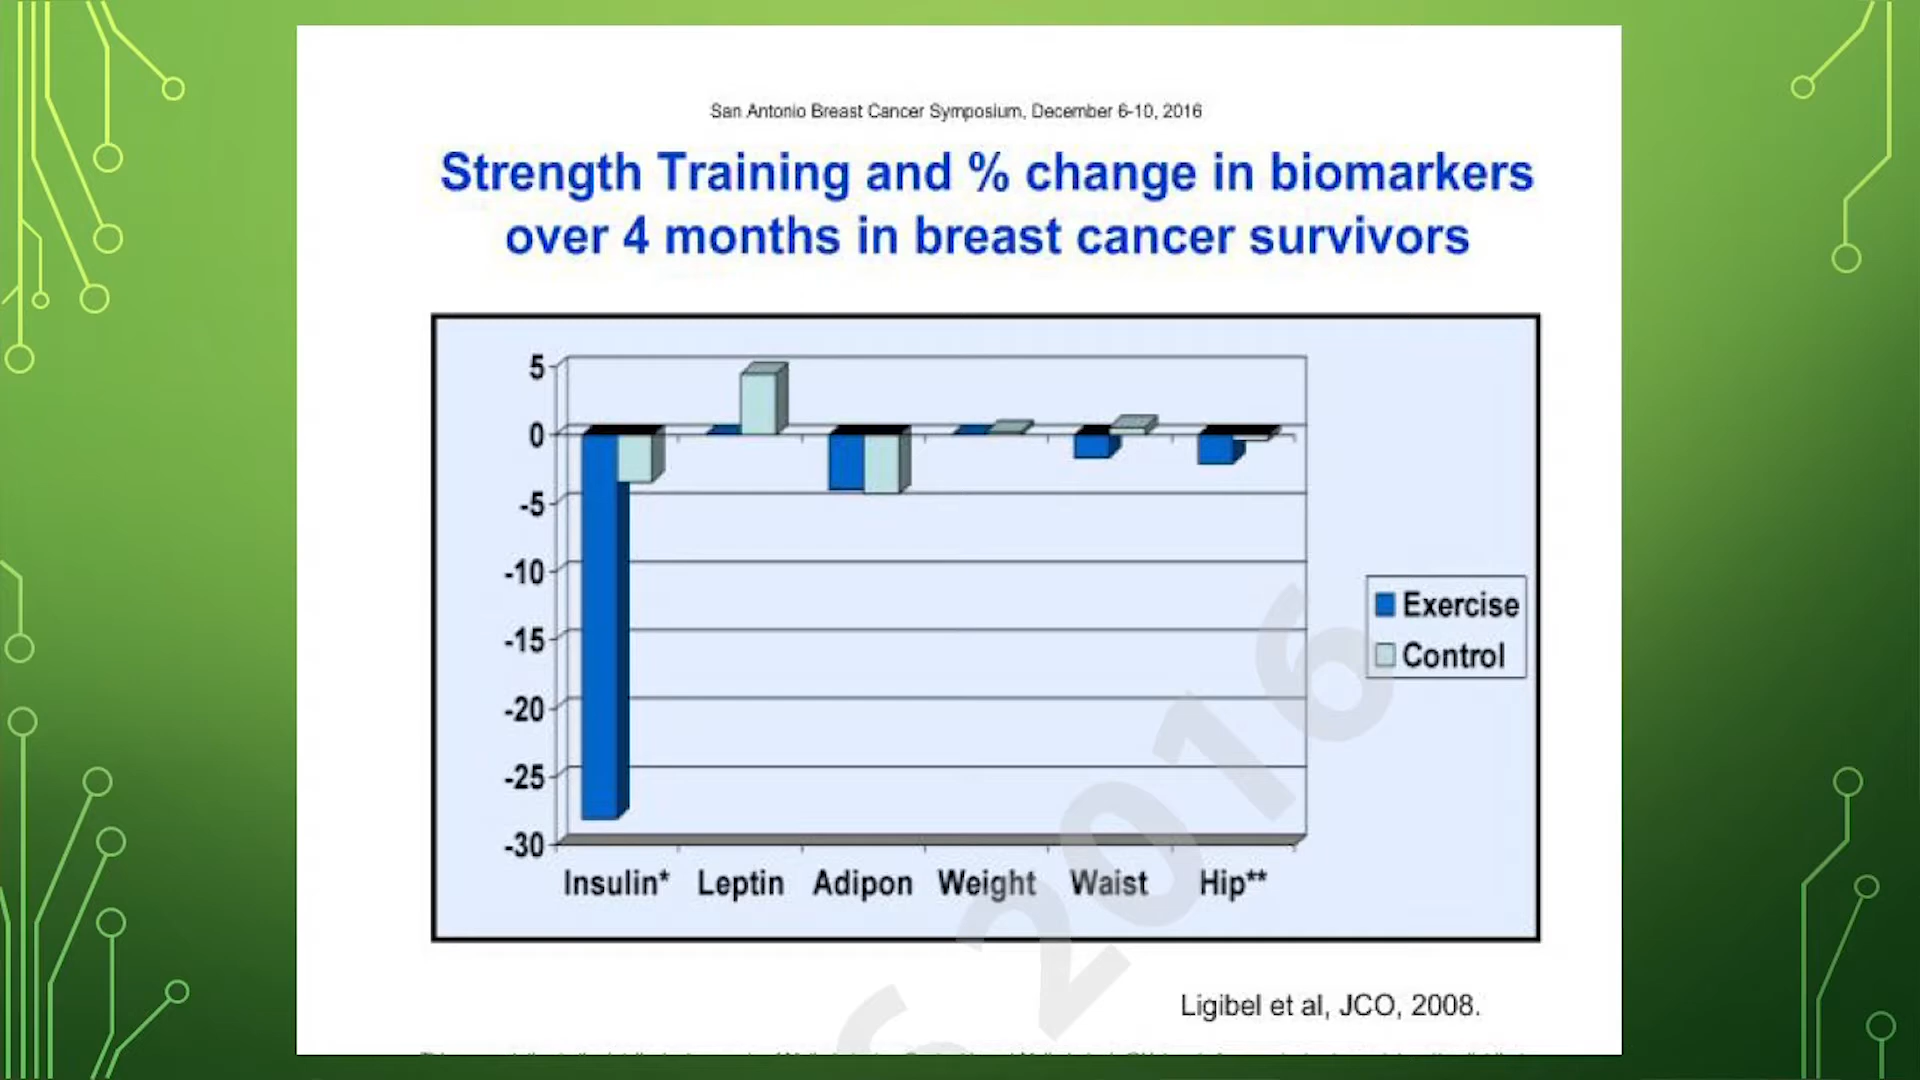 San Antonio Breast Cancer Symposium, December 6-10, 2016
Strength Training and % change in biomarkers
over 4 months in breast cancer survivors
5
0
-5
-10
-15
-20
-25
-30
Insulin* Leptin Adipon Weight Waist Hip**
Exercise
Control
2016
Ligibel et al, JCO, 2008.